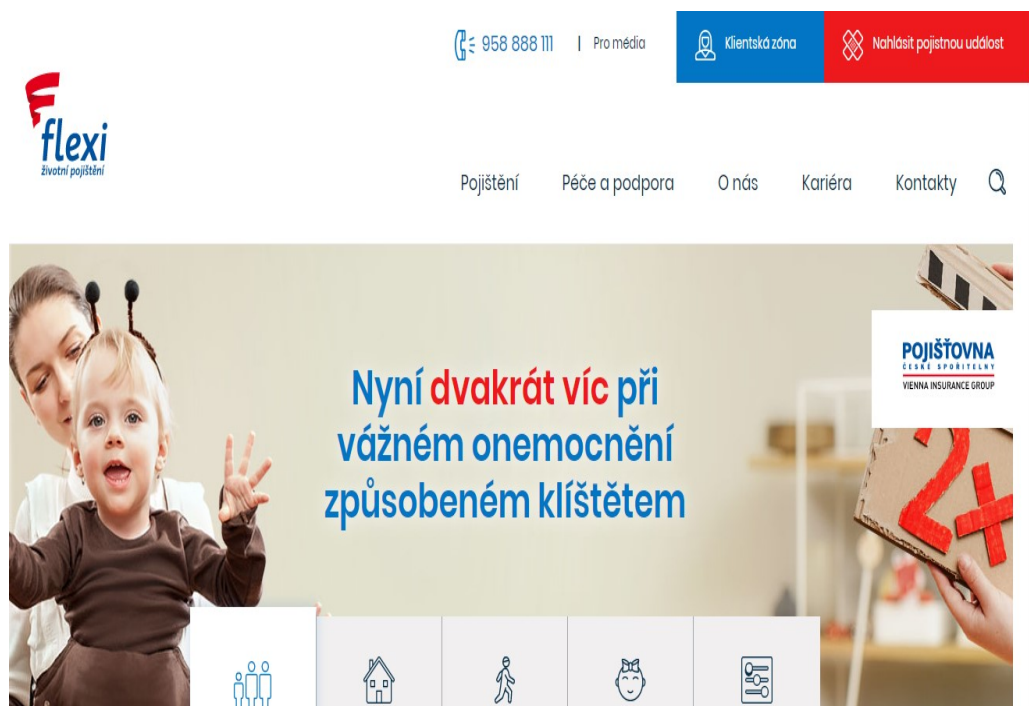 958 888 111 | Pro média
Klientská zóna
Nahlásit pojistnou událost
flexi
životní pojištění
Pojištění Péče a podpora O nás Kariéra Kontakty
Nyní dvakrát víc při
vážném onemocnění
způsobeném klíštětem
POJIŠŤOVNA
ČESKÉ SPOŘITELNY
VIENNA INSURANCE GROUP
2x